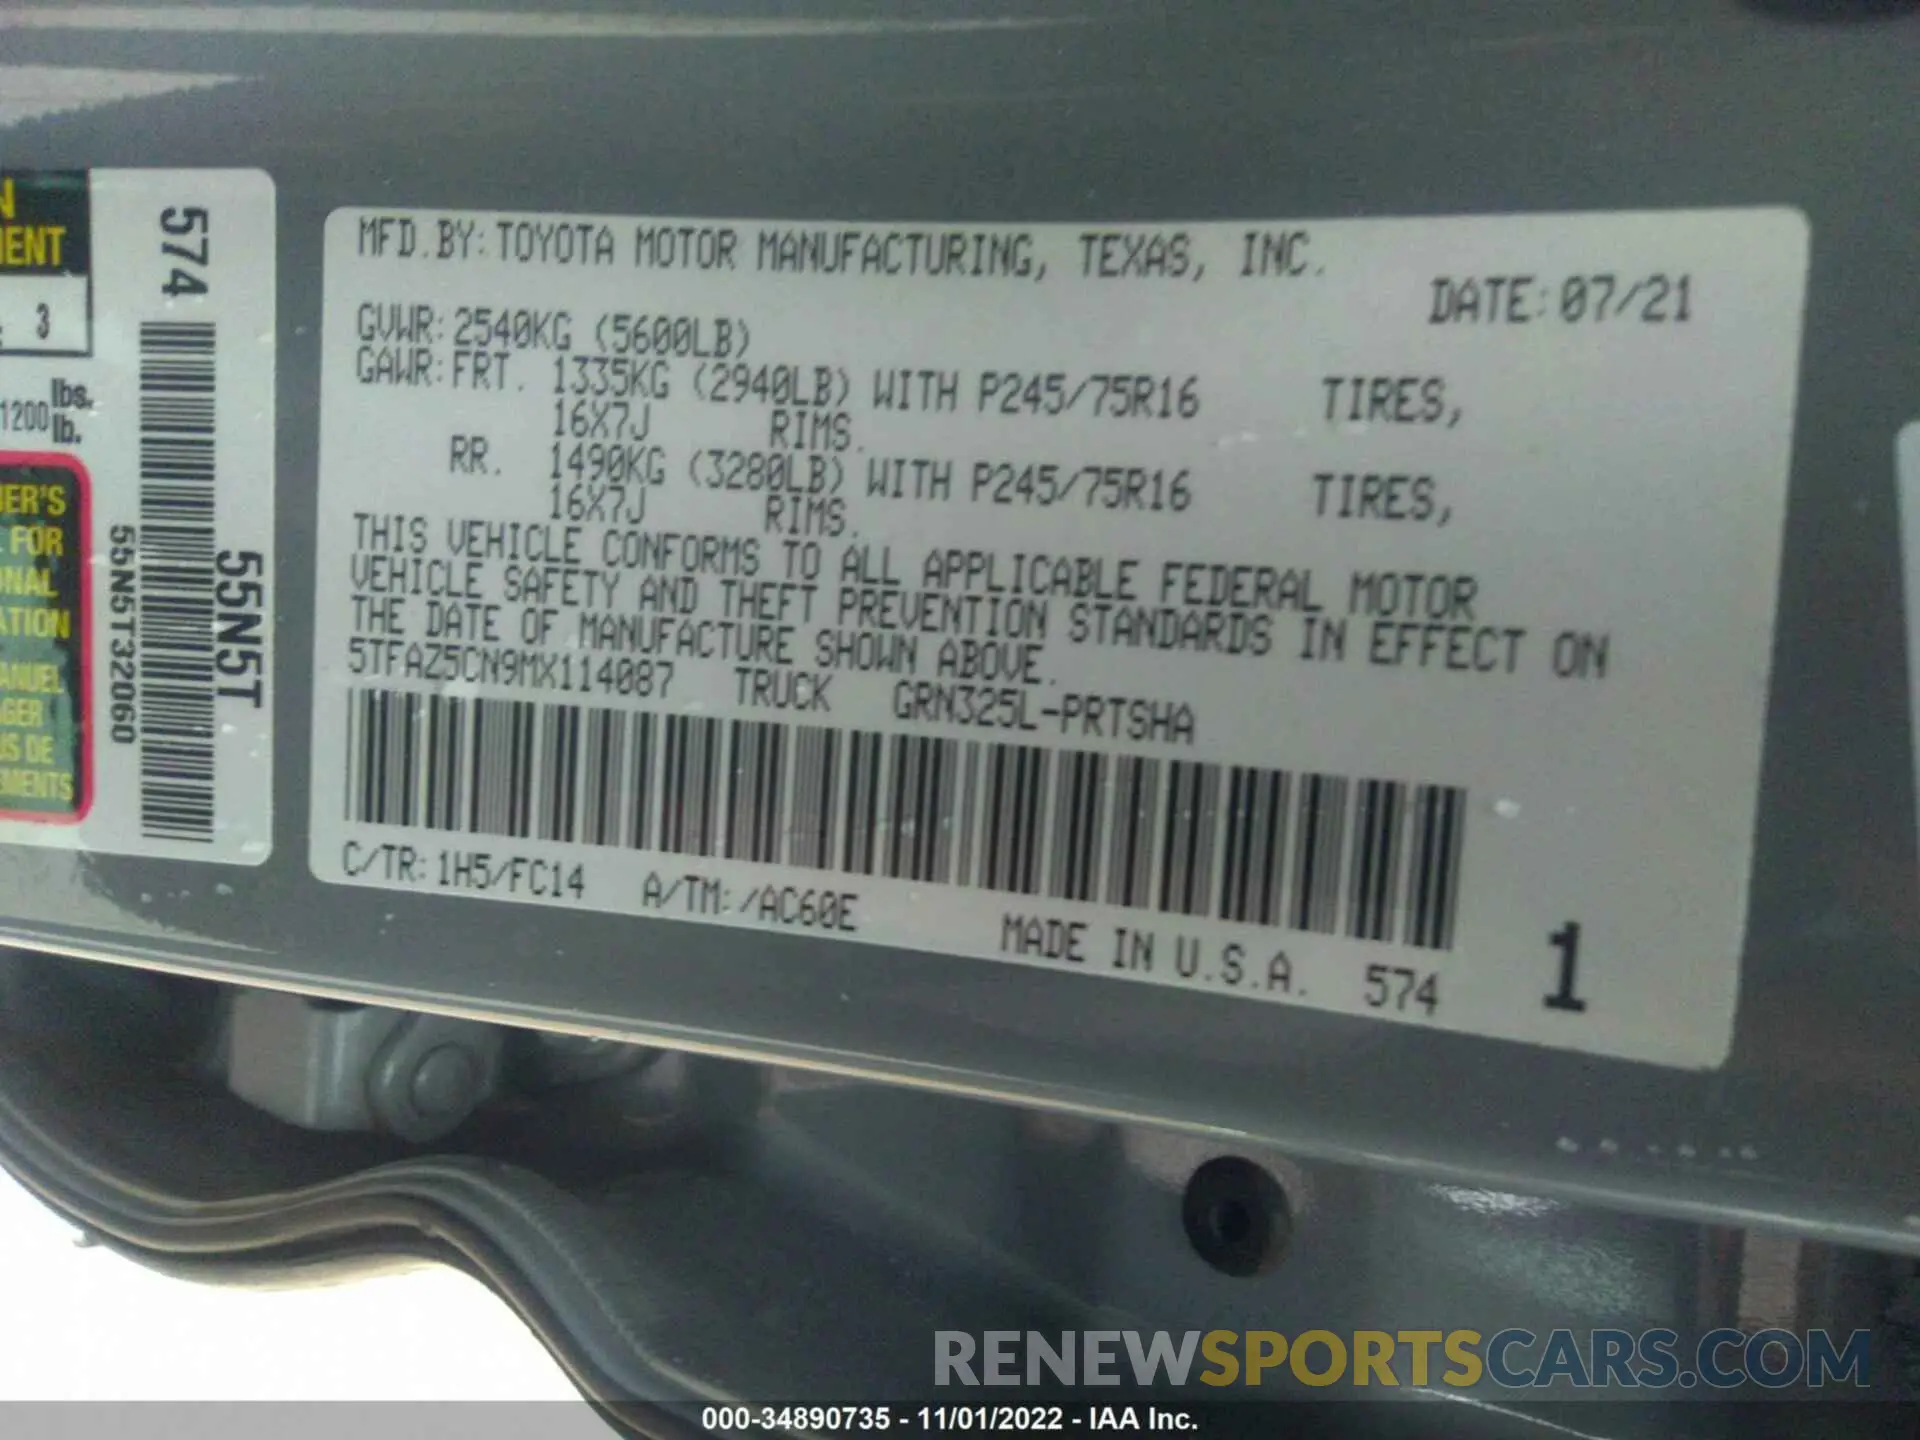 MFD.BY:TOYOTA MOTOR MANUFACTURING, TEXAS, INC.
DATE:07/21
GVWR:2540KG (5600LB)
GAWR:FRT. 1335KG (2940LB) WITH P245/75R16 TIRES,
16X7J RIMS.
RR. 1490KG (3280LB) WITH P245/75R16 TIRES,
16X7J RIMS.
THIS VEHICLE CONFORMS TO ALL APPLICABLE FEDERAL MOTOR
VEHICLE SAFETY AND THEFT PREVENTION STANDARDS IN EFFECT ON
THE DATE OF MANUFACTURE SHOWN ABOVE.
5TFAZ5CN9MX114087 TRUCK GRN325L-PRTSHA
C/TR:1H5/FC14 A/TM:/AC60E
MADE IN U.S.A. 574
1
574
55N5T
55N5T32060
3
1200 lbs.
lb.
FOR
US DE
RENEWSPORTSCARS.COM
000-34890735 - 11/01/2022 - IAA Inc.